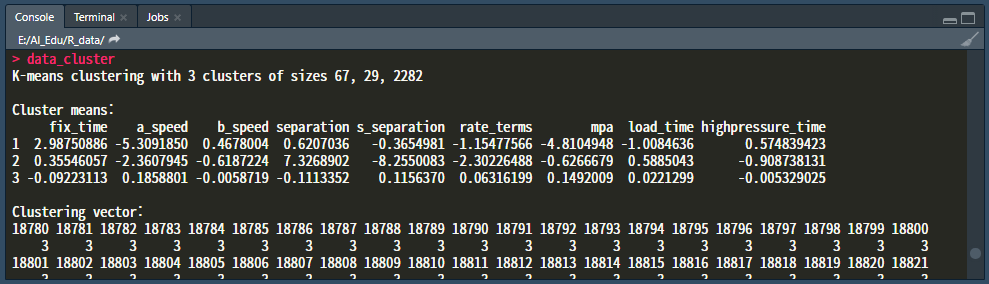 Console Terminal Jobs
E:/AI_Edu/R_data/
> data_cluster
K-means clustering with 3 clusters of sizes 67, 29, 2282
Cluster means:
fix_time a_speed b_speed separation s_separation rate_terms mpa load_time highpressure_time
1 2.98750886 -5.3091850 0.4678004 0.6207036 -0.3654981 -1.15477566 -4.8104948 -1.0084636 0.574839423
2 0.35546057 -2.3607945 -0.6187224 7.3268902 -8.2550083 -2.30226488 -0.6266679 0.5885043 -0.908738131
3 -0.09223113 0.1858801 -0.0058719 -0.1113352 0.1156370 0.06316199 0.1492009 0.0221299 -0.005329025
Clustering vector:
18780 18781 18782 18783 18784 18785 18786 18787 18788 18789 18790 18791 18792 18793 18794 18795 18796 18797 18798 18799 18800
3 3 3 3 3 3 3 3 3 3 3 3 3 3 3 3 3 3 3 3 3
18801 18802 18803 18804 18805 18806 18807 18808 18809 18810 18811 18812 18813 18814 18815 18816 18817 18818 18819 18820 18821